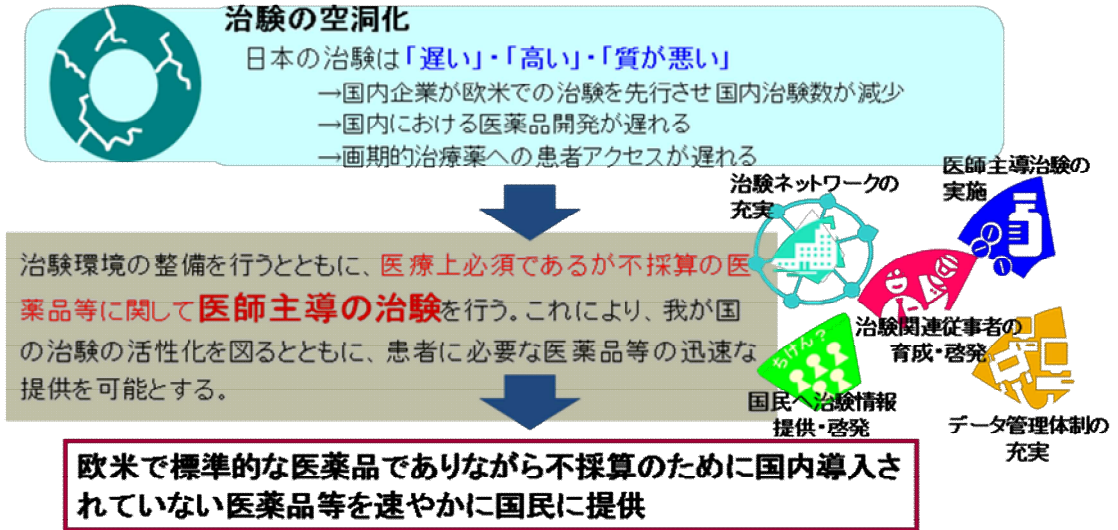 治験の空洞化
日本の治験は「遅い」・「高い」・「質が悪い」
→国内企業が欧米での治験を先行させ国内治験数が減少
→国内における医薬品開発が遅れる
→画期的治療薬への患者アクセスが遅れる
治験ネットワークの
充実
医師主導治験の
実施
治験環境の整備を行うとともに、医療上必須であるが不採算の医
薬品等に関して医師主導の治験を行う。これにより、我が国
の治験の活性化を図るとともに、患者に必要な医薬品等の迅速な
提供を可能とする。
治験関連従事者の
育成・啓発
ちけん?
国民へ治験情報
提供・啓発
データ管理体制の
充実
欧米で標準的な医薬品でありながら不採算のために国内導入さ
れていない医薬品等を速やかに国民に提供